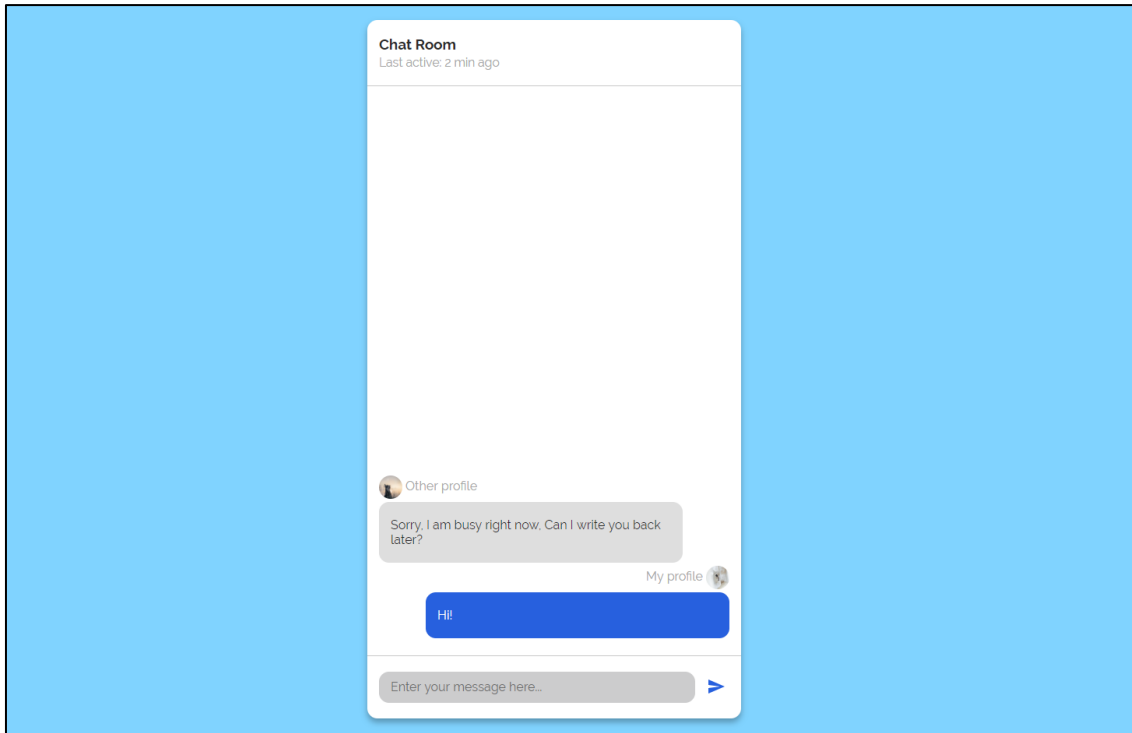 Chat Room
Last active: 2 min ago
Other profile
Sorry, I am busy right now, Can I write you back
later?
My profile
Hi!
Enter your message here...